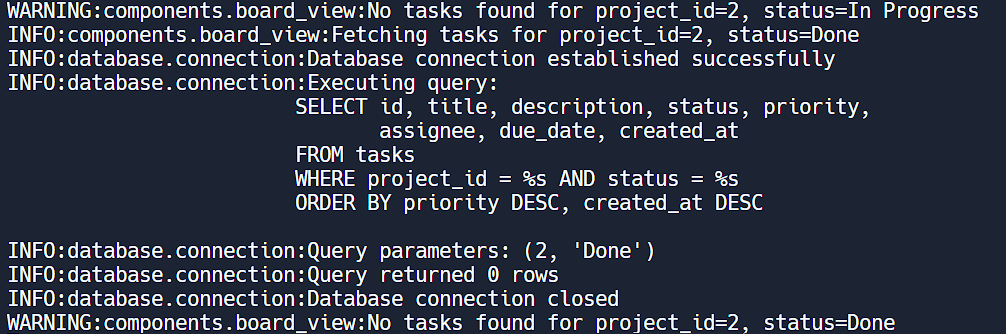 WARNING:components.board_view:No tasks found for project_id=2, status=In Progress
INFO:components.board_view:Fetching tasks for project_id=2, status=Done
INFO:database.connection:Database connection established successfully
INFO:database.connection:Executing query:
                        SELECT id, title, description, status, priority,
                               assignee, due_date, created_at
                        FROM tasks
                        WHERE project_id = %s AND status = %s
                        ORDER BY priority DESC, created_at DESC

INFO:database.connection:Query parameters: (2, 'Done')
INFO:database.connection:Query returned 0 rows
INFO:database.connection:Database connection closed
WARNING:components.board_view:No tasks found for project_id=2, status=Done